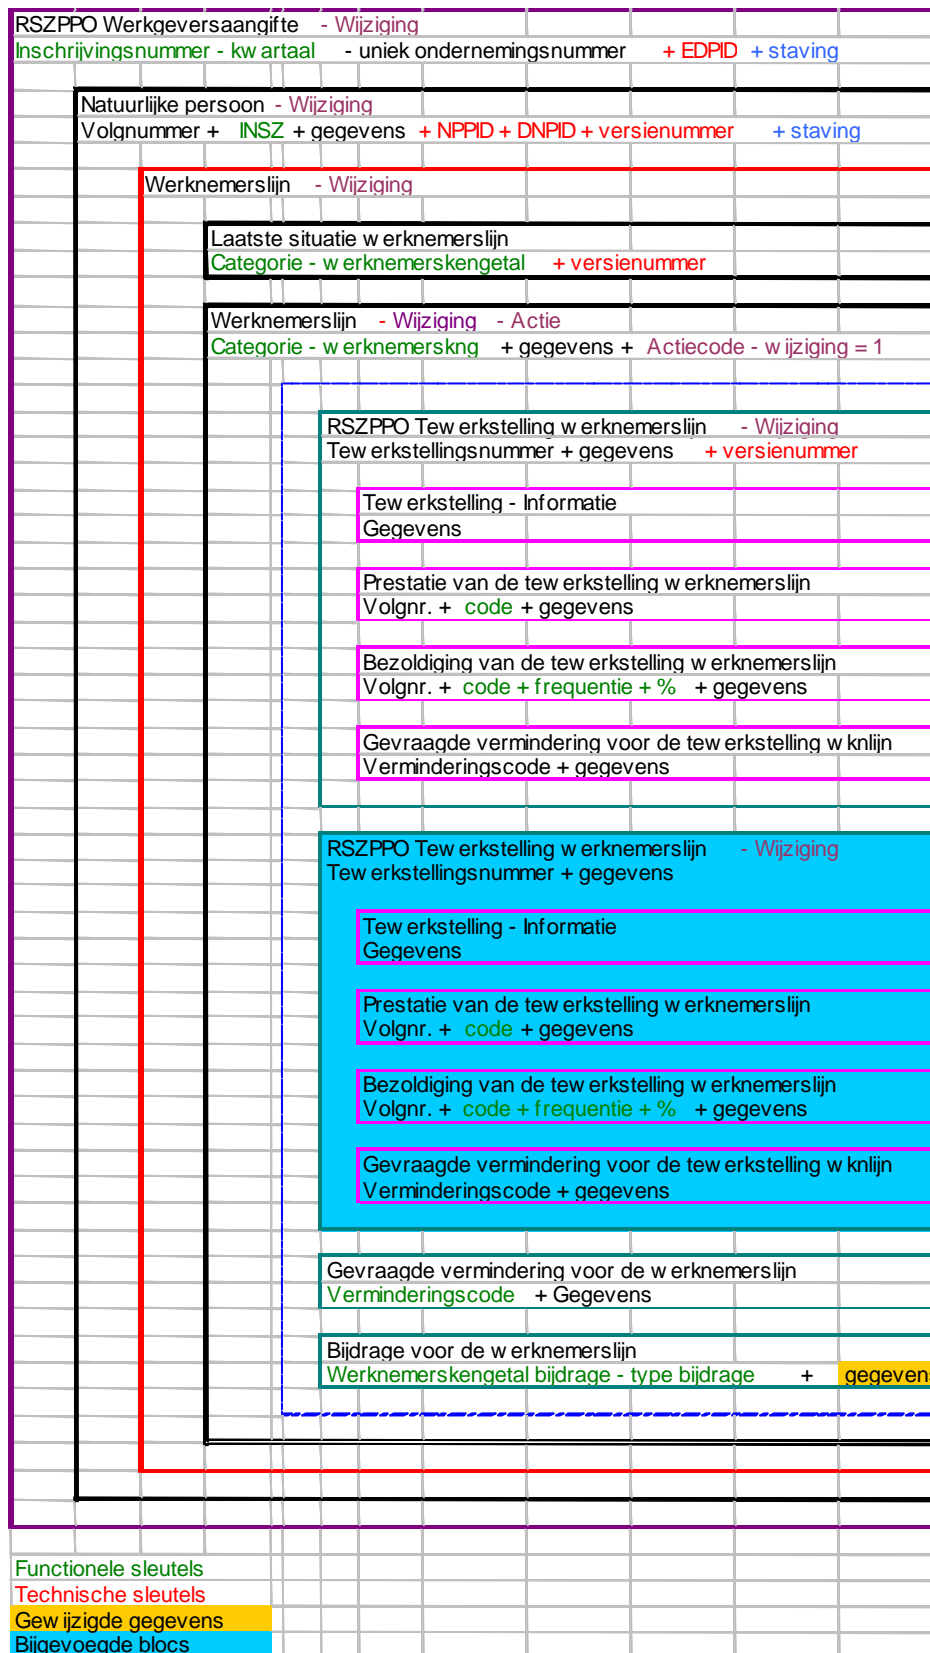 RSZPPO Werkgeversaangifte - Wijziging
Inschrijvingsnummer - kwartaal - uniek ondernemingsnummer + EDPID + staving
Natuurlijke persoon - Wijziging
Volgnummer + INSZ + gegevens + NPPID + DNPID + versienummer + staving
Werknemerslijn - Wijziging
Laatste situatie werknemerslijn
Categorie - werknemerskengetal + versienummer
Werknemerslijn - Wijziging - Actie
Categorie - werknemerskng + gegevens + Actiecode - wijziging = 1
RSZPPO Tewerkstelling werknemerslijn - Wijziging
Tewerkstellingsnummer + gegevens + versienummer
Tewerkstelling - Informatie
Gegevens
Prestatie van de tewerkstelling werknemerslijn
Volgnr. + code + gegevens
Bezoldiging van de tewerkstelling werknemerslijn
Volgnr. + code + frequentie + % + gegevens
Gevraagde vermindering voor de tewerkstelling wknlijn
Verminderingscode + gegevens
RSZPPO Tewerkstelling werknemerslijn - Wijziging
Tewerkstellingsnummer + gegevens
Tewerkstelling - Informatie
Gegevens
Prestatie van de tewerkstelling werknemerslijn
Volgnr. + code + gegevens
Bezoldiging van de tewerkstelling werknemerslijn
Volgnr. + code + frequentie + % + gegevens
Gevraagde vermindering voor de tewerkstelling wknlijn
Verminderingscode + gegevens
Gevraagde vermindering voor de werknemerslijn
Verminderingscode + Gegevens
Bijdrage voor de werknemerslijn
Werknemerskengetal bijdrage - type bijdrage + gegevens
Functionele sleutels
Technische sleutels
Gewijzigde gegevens
Bijgevoegde blocs